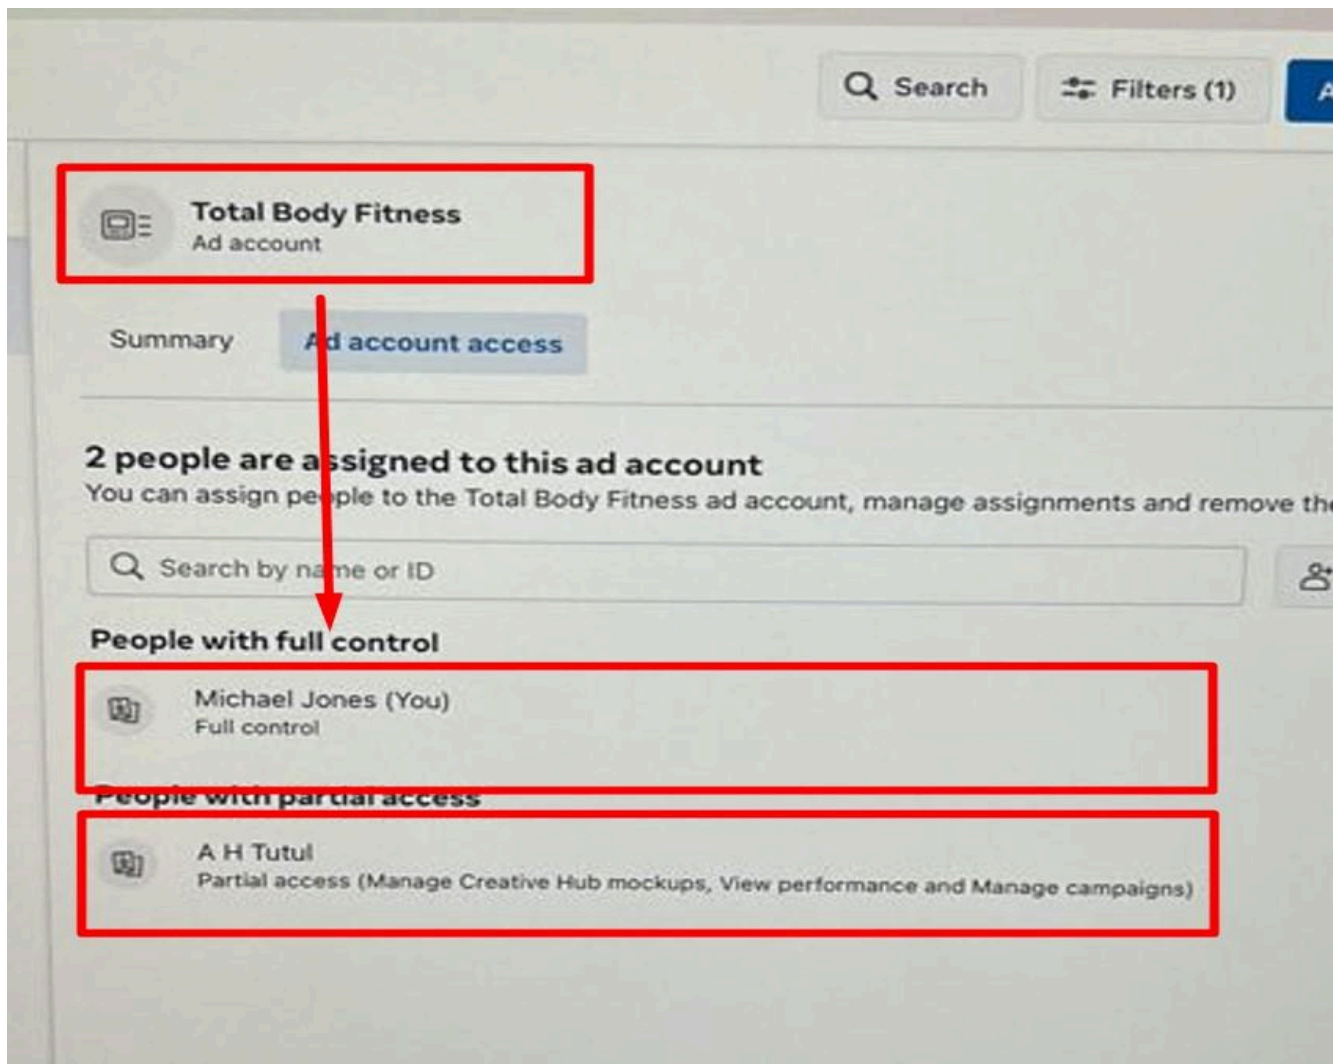 Search
Filters (1)
Total Body Fitness
Ad account
Summary
Ad account access
2 people are assigned to this ad account
You can assign people to the Total Body Fitness ad account, manage assignments and remove
Search by name or ID
People with full control
Michael Jones (You)
Full control
People with partial access
A H Tutul
Partial access (Manage Creative Hub mockups, View performance and Manage campaigns)